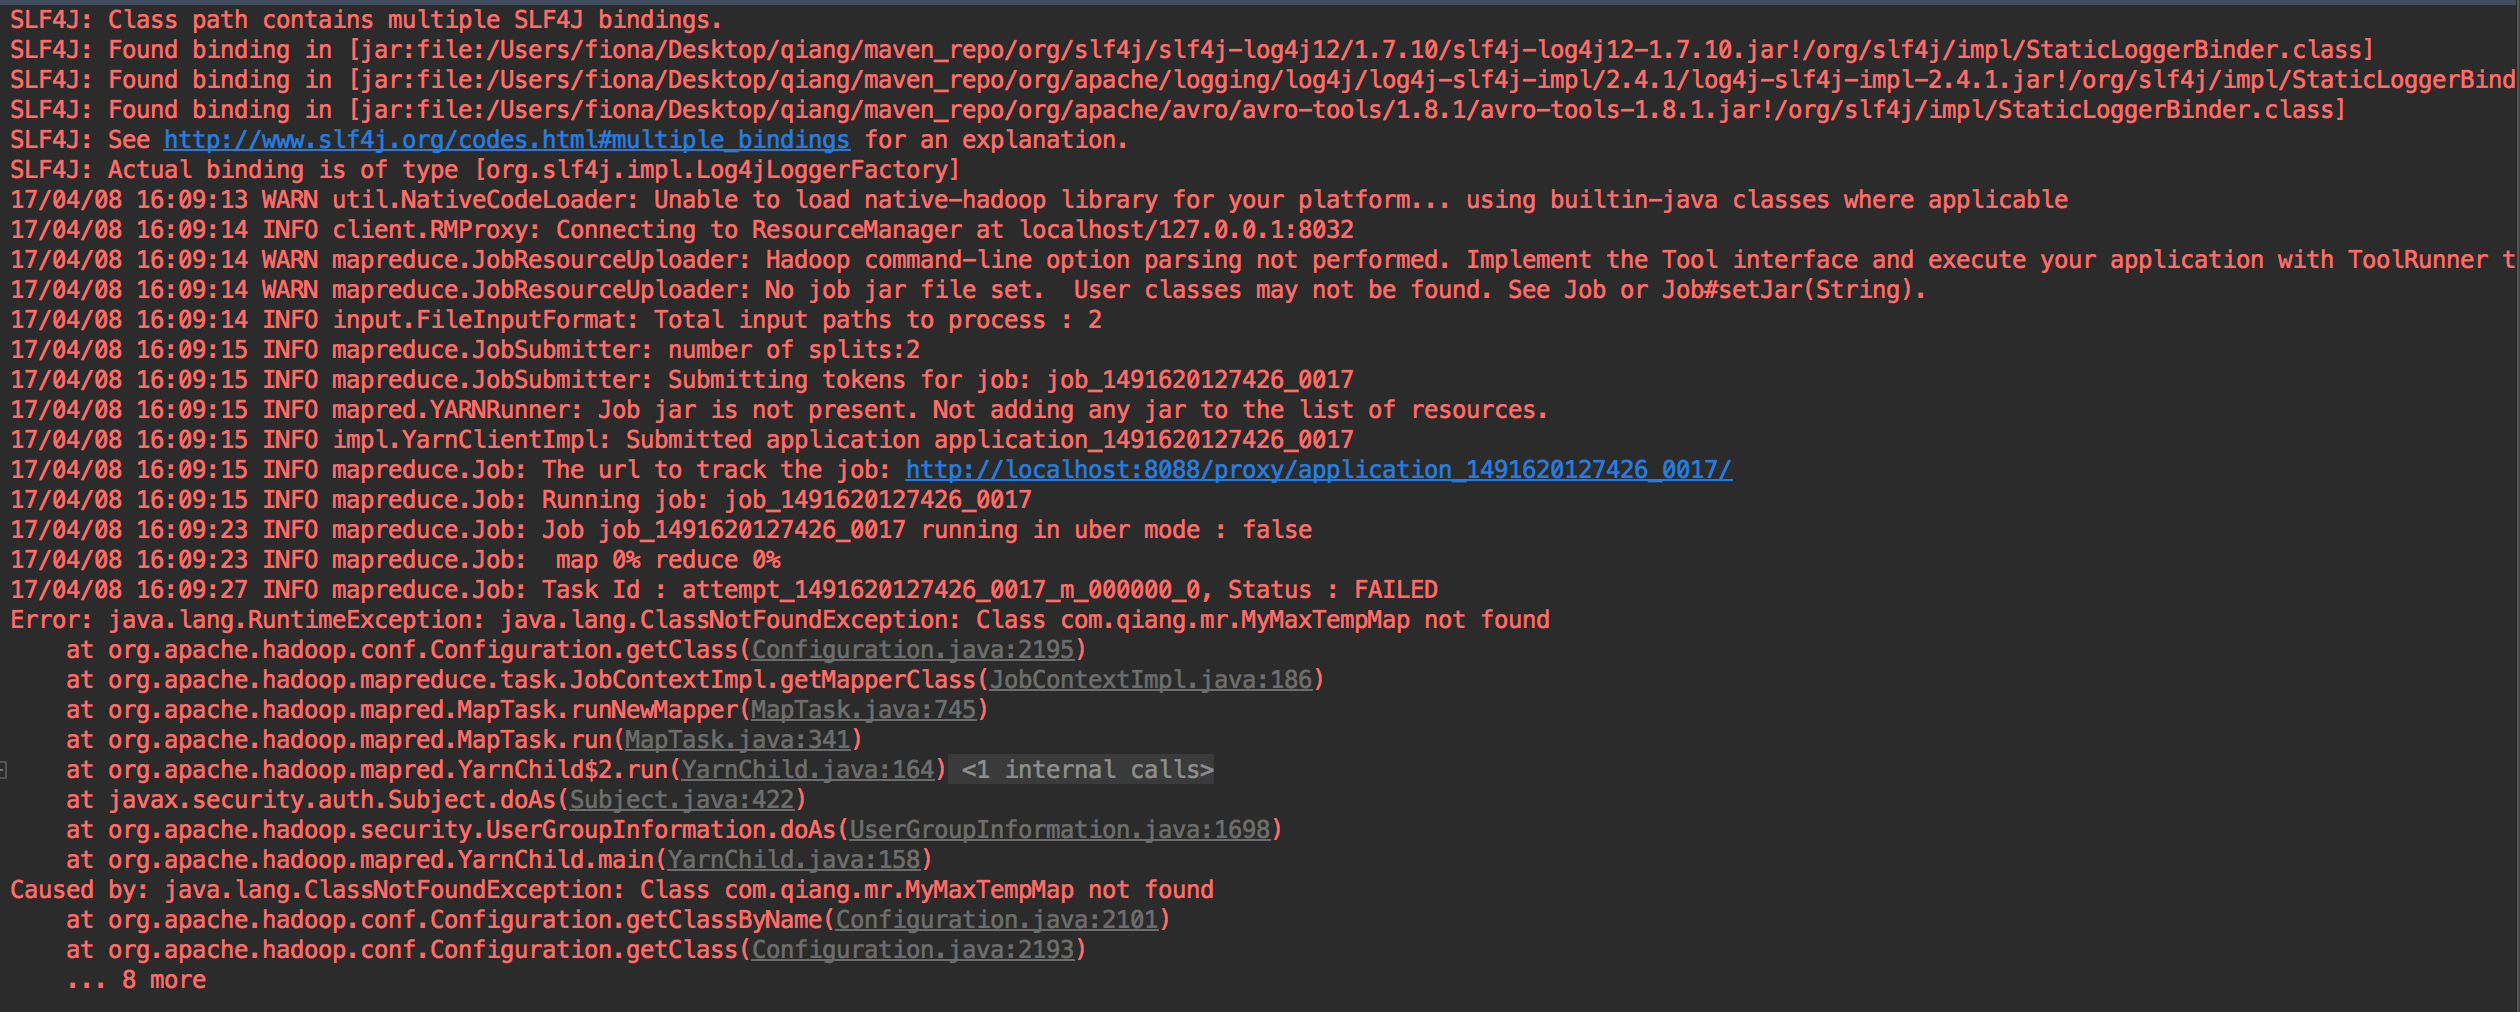 SLF4J: Class path contains multiple SLF4J bindings.
SLF4J: Found binding in [jar:file:/Users/fiona/Desktop/qiang/maven_repo/org/slf4j/slf4j-log4j12/1.7.10/slf4j-log4j12-1.7.10.jar!/org/slf4j/impl/StaticLoggerBinder.class]
SLF4J: Found binding in [jar:file:/Users/fiona/Desktop/qiang/maven_repo/org/apache/logging/log4j/log4j-slf4j-impl/2.4.1/log4j-slf4j-impl-2.4.1.jar!/org/slf4j/impl/StaticLoggerBind
SLF4J: Found binding in [jar:file:/Users/fiona/Desktop/qiang/maven_repo/org/apache/avro/avro-tools/1.8.1/avro-tools-1.8.1.jar!/org/slf4j/impl/StaticLoggerBinder.class]
SLF4J: See http://www.slf4j.org/codes.html#multiple_bindings for an explanation.
SLF4J: Actual binding is of type [org.slf4j.impl.Log4jLoggerFactory]
17/04/08 16:09:13 WARN util.NativeCodeLoader: Unable to load native-hadoop library for your platform... using builtin-java classes where applicable
17/04/08 16:09:14 INFO client.RMProxy: Connecting to ResourceManager at localhost/127.0.0.1:8032
17/04/08 16:09:14 WARN mapreduce.JobResourceUploader: Hadoop command-line option parsing not performed. Implement the Tool interface and execute your application with ToolRunner t
17/04/08 16:09:14 WARN mapreduce.JobResourceUploader: No job jar file set.  User classes may not be found. See Job or Job#setJar(String).
17/04/08 16:09:14 INFO input.FileInputFormat: Total input paths to process : 2
17/04/08 16:09:15 INFO mapreduce.JobSubmitter: number of splits:2
17/04/08 16:09:15 INFO mapreduce.JobSubmitter: Submitting tokens for job: job_1491620127426_0017
17/04/08 16:09:15 INFO mapred.YARNRunner: Job jar is not present. Not adding any jar to the list of resources.
17/04/08 16:09:15 INFO impl.YarnClientImpl: Submitted application application_1491620127426_0017
17/04/08 16:09:15 INFO mapreduce.Job: The url to track the job: http://localhost:8088/proxy/application_1491620127426_0017/
17/04/08 16:09:15 INFO mapreduce.Job: Running job: job_1491620127426_0017
17/04/08 16:09:23 INFO mapreduce.Job: Job job_1491620127426_0017 running in uber mode : false
17/04/08 16:09:23 INFO mapreduce.Job:  map 0% reduce 0%
17/04/08 16:09:27 INFO mapreduce.Job: Task Id : attempt_1491620127426_0017_m_000000_0, Status : FAILED
Error: java.lang.RuntimeException: java.lang.ClassNotFoundException: Class com.qiang.mr.MyMaxTempMap not found
    at org.apache.hadoop.conf.Configuration.getClass(Configuration.java:2195)
    at org.apache.hadoop.mapreduce.task.JobContextImpl.getMapperClass(JobContextImpl.java:186)
    at org.apache.hadoop.mapred.MapTask.runNewMapper(MapTask.java:745)
    at org.apache.hadoop.mapred.MapTask.run(MapTask.java:341)
    at org.apache.hadoop.mapred.YarnChild$2.run(YarnChild.java:164) <1 internal calls>
    at javax.security.auth.Subject.doAs(Subject.java:422)
    at org.apache.hadoop.security.UserGroupInformation.doAs(UserGroupInformation.java:1698)
    at org.apache.hadoop.mapred.YarnChild.main(YarnChild.java:158)
Caused by: java.lang.ClassNotFoundException: Class com.qiang.mr.MyMaxTempMap not found
    at org.apache.hadoop.conf.Configuration.getClassByName(Configuration.java:2101)
    at org.apache.hadoop.conf.Configuration.getClass(Configuration.java:2193)
    ... 8 more